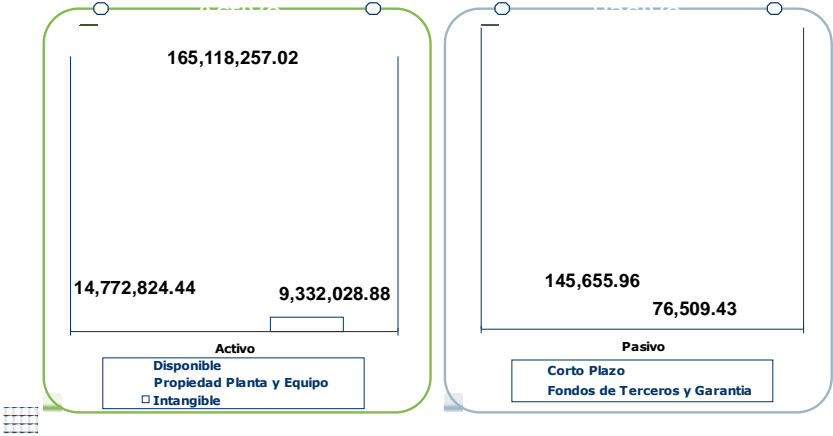 165,118,257.02
14,772,824.44
9,332,028.88
Activo
Disponible
Propiedad Planta y Equipo
Intangible
145,655.96
76,509.43
Pasivo
Corto Plazo
Fondos de Terceros y Garantia